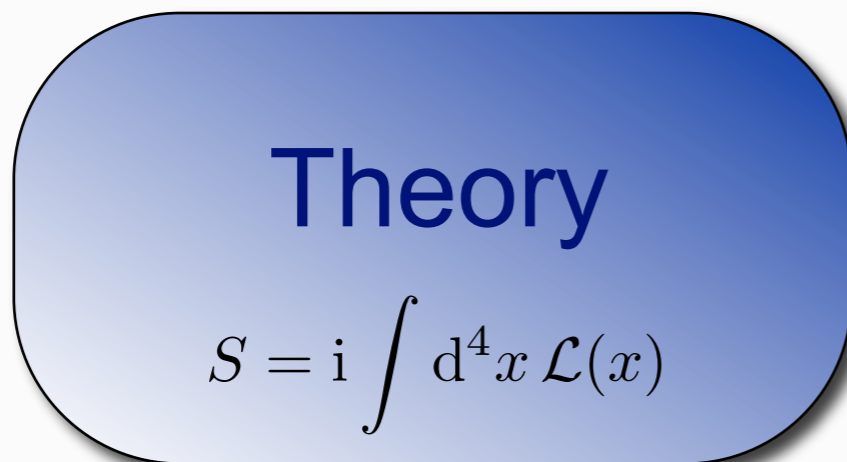 Theory
S = i ∫ d⁴x ℒ(x)